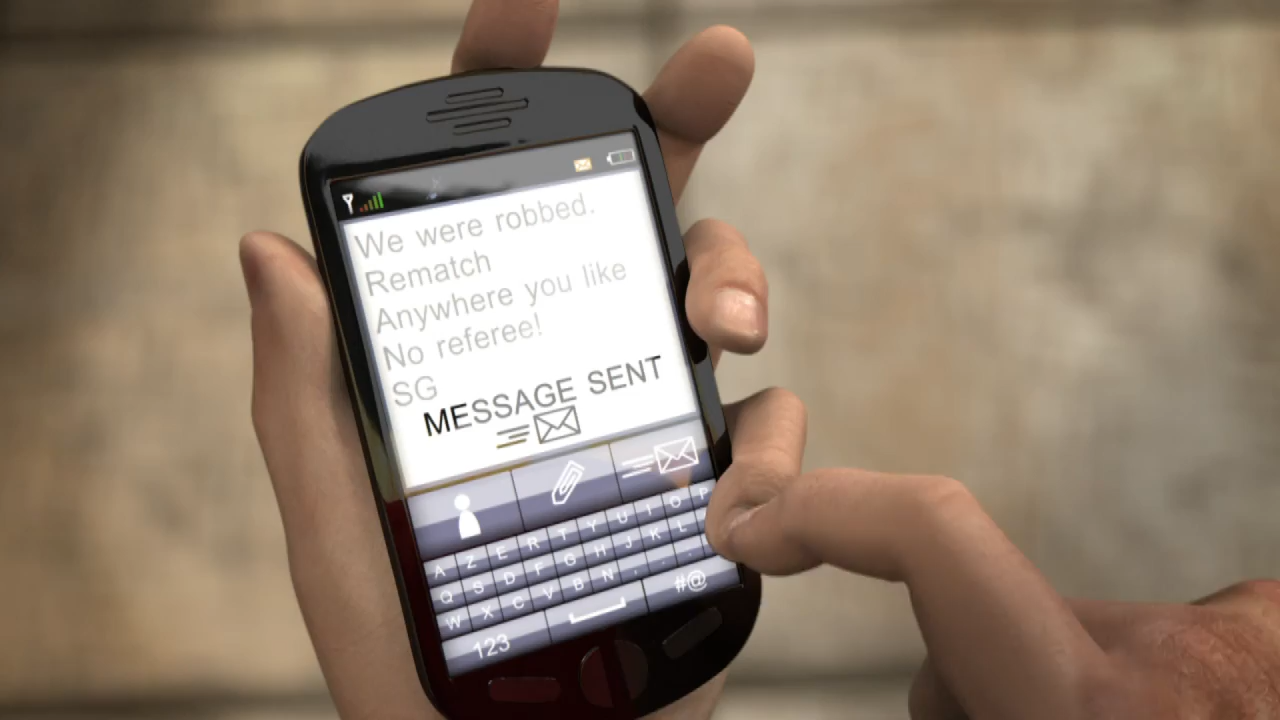 We were robbed.
Rematch
Anywhere you like
No referee!
SG
MESSAGE SENT
A Z E R T Y U I O P
Q S D F G H J K L
W X C V B N , . .
123 #@